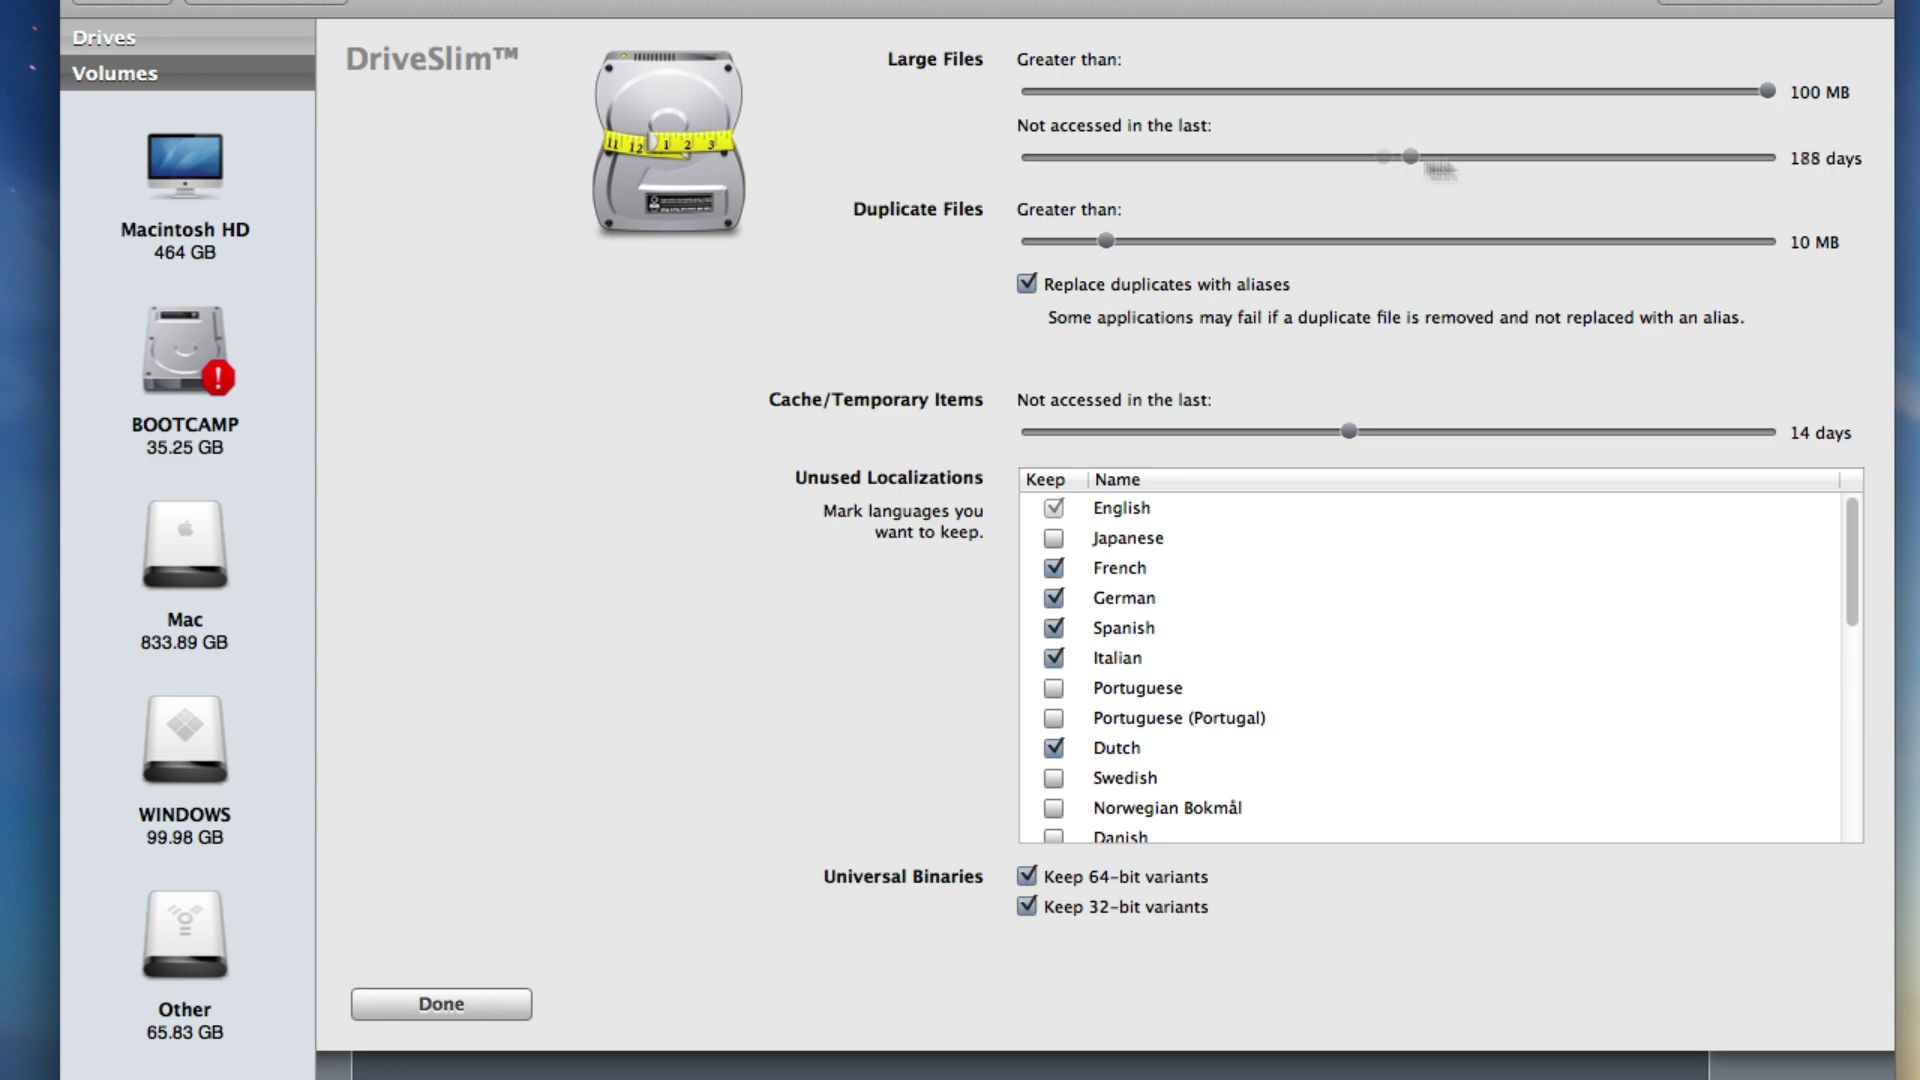 Drives
Volumes
Macintosh HD
464 GB
BOOTCAMP
35.25 GB
Mac
833.89 GB
WINDOWS
99.98 GB
Other
65.83 GB
DriveSlim™
11 12 1 2 3
Large Files
Greater than:
100 MB
Not accessed in the last:
188 days
Duplicate Files
Greater than:
10 MB
Replace duplicates with aliases
Some applications may fail if a duplicate file is removed and not replaced with an alias.
Cache/Temporary Items
Not accessed in the last:
14 days
Unused Localizations
Mark languages you
want to keep.
Keep Name
English
Japanese
French
German
Spanish
Italian
Portuguese
Portuguese (Portugal)
Dutch
Swedish
Norwegian Bokmål
Danish
Universal Binaries
Keep 64-bit variants
Keep 32-bit variants
Done